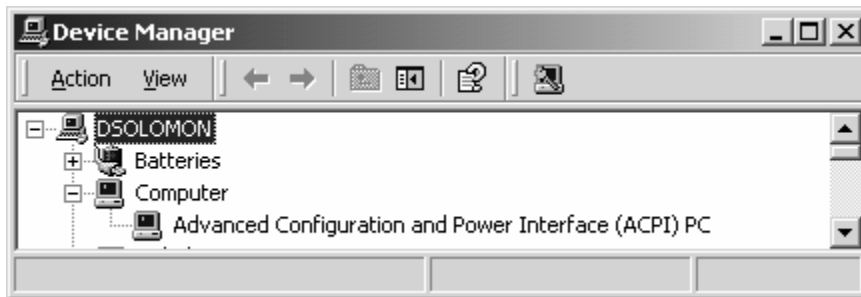 Device Manager
Action View
DSOLOMON
Batteries
Computer
Advanced Configuration and Power Interface (ACPI) PC